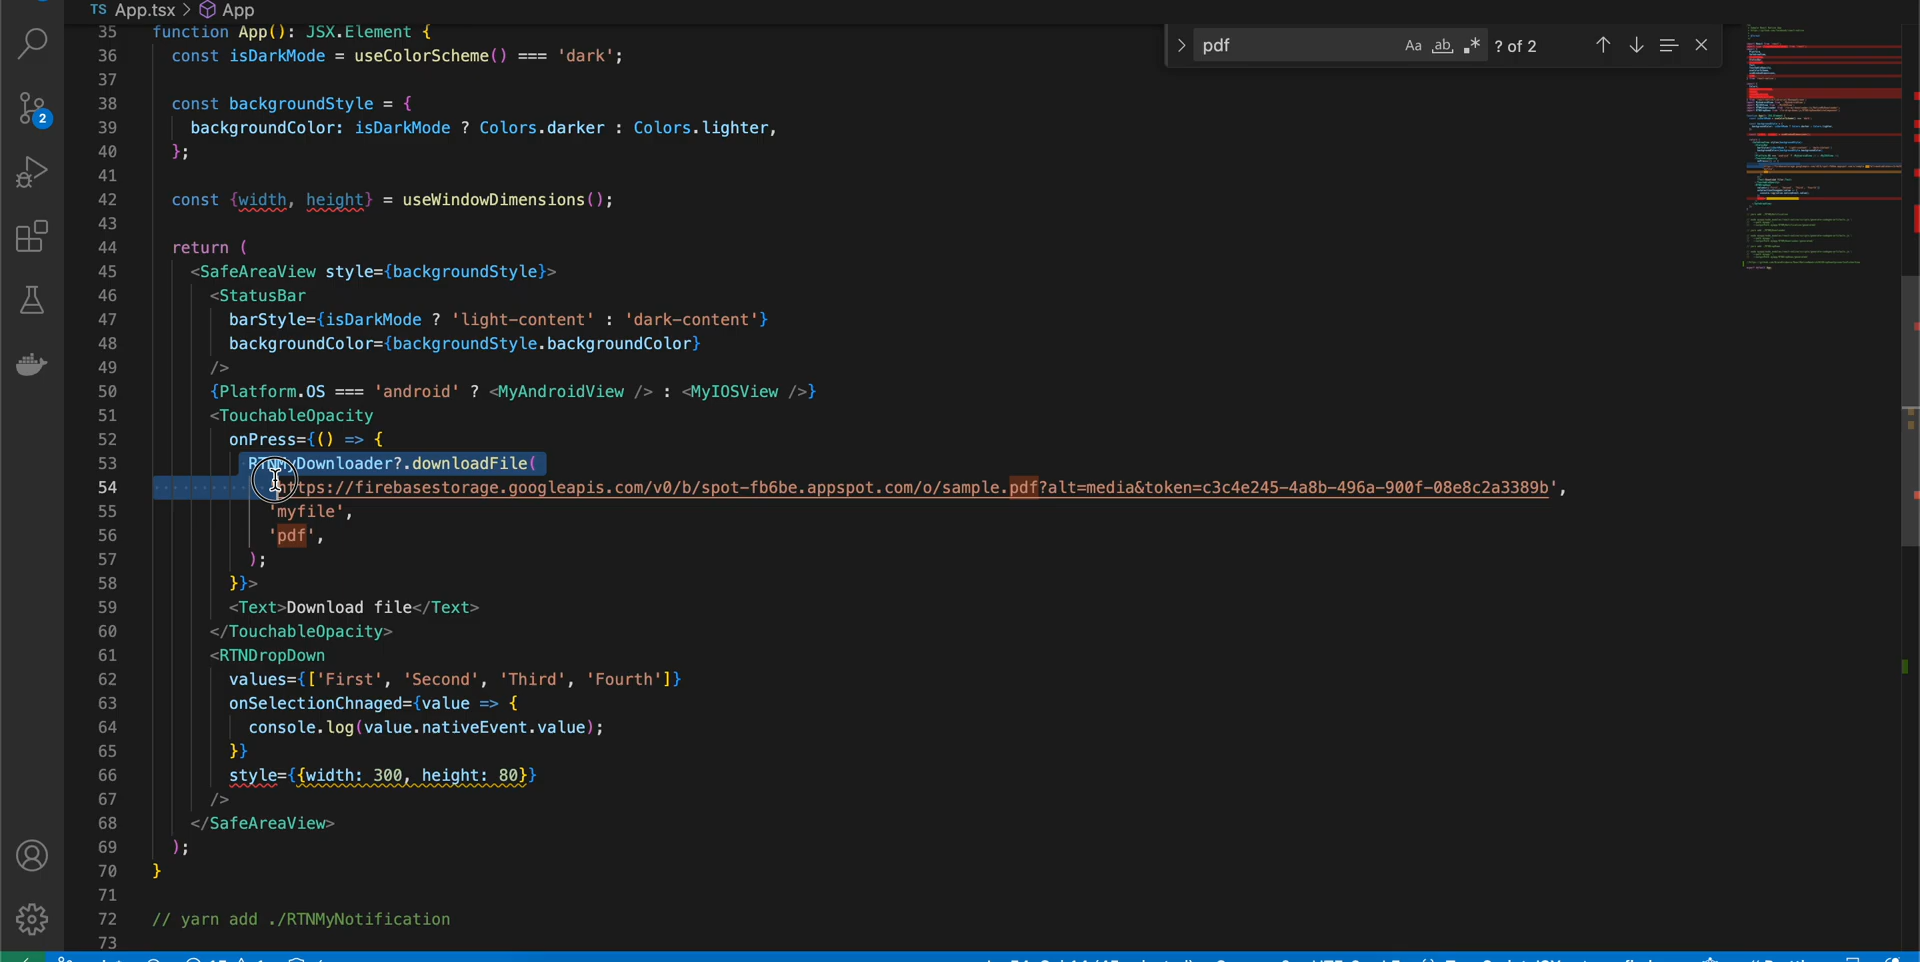 TS App.tsx > App
pdf
Aa ab .* ? of 2
35 function App(): JSX.Element {
36 const isDarkMode = useColorScheme() === 'dark';
37
38 const backgroundStyle = {
39 backgroundColor: isDarkMode ? Colors.darker : Colors.lighter,
40 };
41
42 const {width, height} = useWindowDimensions();
43
44 return (
45 <SafeAreaView style={backgroundStyle}>
46 <StatusBar
47 barStyle={isDarkMode ? 'light-content' : 'dark-content'}
48 backgroundColor={backgroundStyle.backgroundColor}
49 />
50 {Platform.OS === 'android' ? <MyAndroidView /> : <MyIOSView />}
51 <TouchableOpacity
52 onPress={() => {
53 RTNMyDownloader?.downloadFile(
54 'https://firebasestorage.googleapis.com/v0/b/spot-fb6be.appspot.com/o/sample.pdf?alt=media&token=c3c4e245-4a8b-496a-900f-08e8c2a3389b',
55 'myfile',
56 'pdf',
57 );
58 }}>
59 <Text>Download file</Text>
60 </TouchableOpacity>
61 <RTNDropDown
62 values={['First', 'Second', 'Third', 'Fourth']}
63 onSelectionChnaged={value => {
64 console.log(value.nativeEvent.value);
65 }}
66 style={{width: 300, height: 80}}
67 />
68 </SafeAreaView>
69 );
70 }
71
72 // yarn add ./RTNMyNotification
73
2